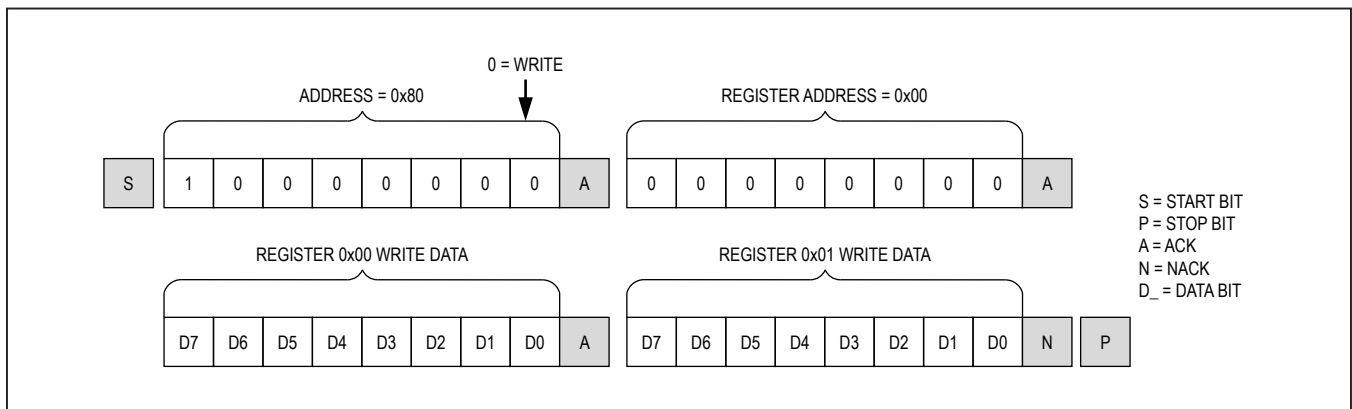 0 = WRITE
ADDRESS = 0x80
REGISTER ADDRESS = 0x00
S 1 0 0 0 0 0 0 0 A 0 0 0 0 0 0 0 0 A
S = START BIT
P = STOP BIT
A = ACK
N = NACK
D_ = DATA BIT
REGISTER 0x00 WRITE DATA
REGISTER 0x01 WRITE DATA
D7 D6 D5 D4 D3 D2 D1 D0 A D7 D6 D5 D4 D3 D2 D1 D0 N P